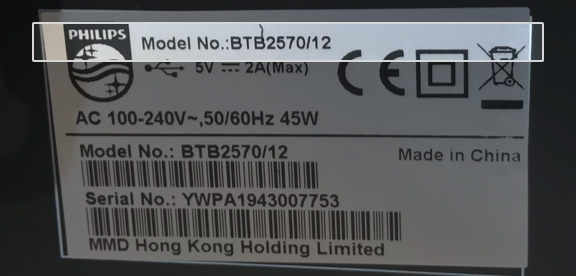 PHILIPS
Model No.:BTB2570/12
5V ⎓ 2A(Max)
CE
AC 100-240V~,50/60Hz 45W
Model No.: BTB2570/12
Made in China
Serial No.: YWPA1943007753
MMD Hong Kong Holding Limited